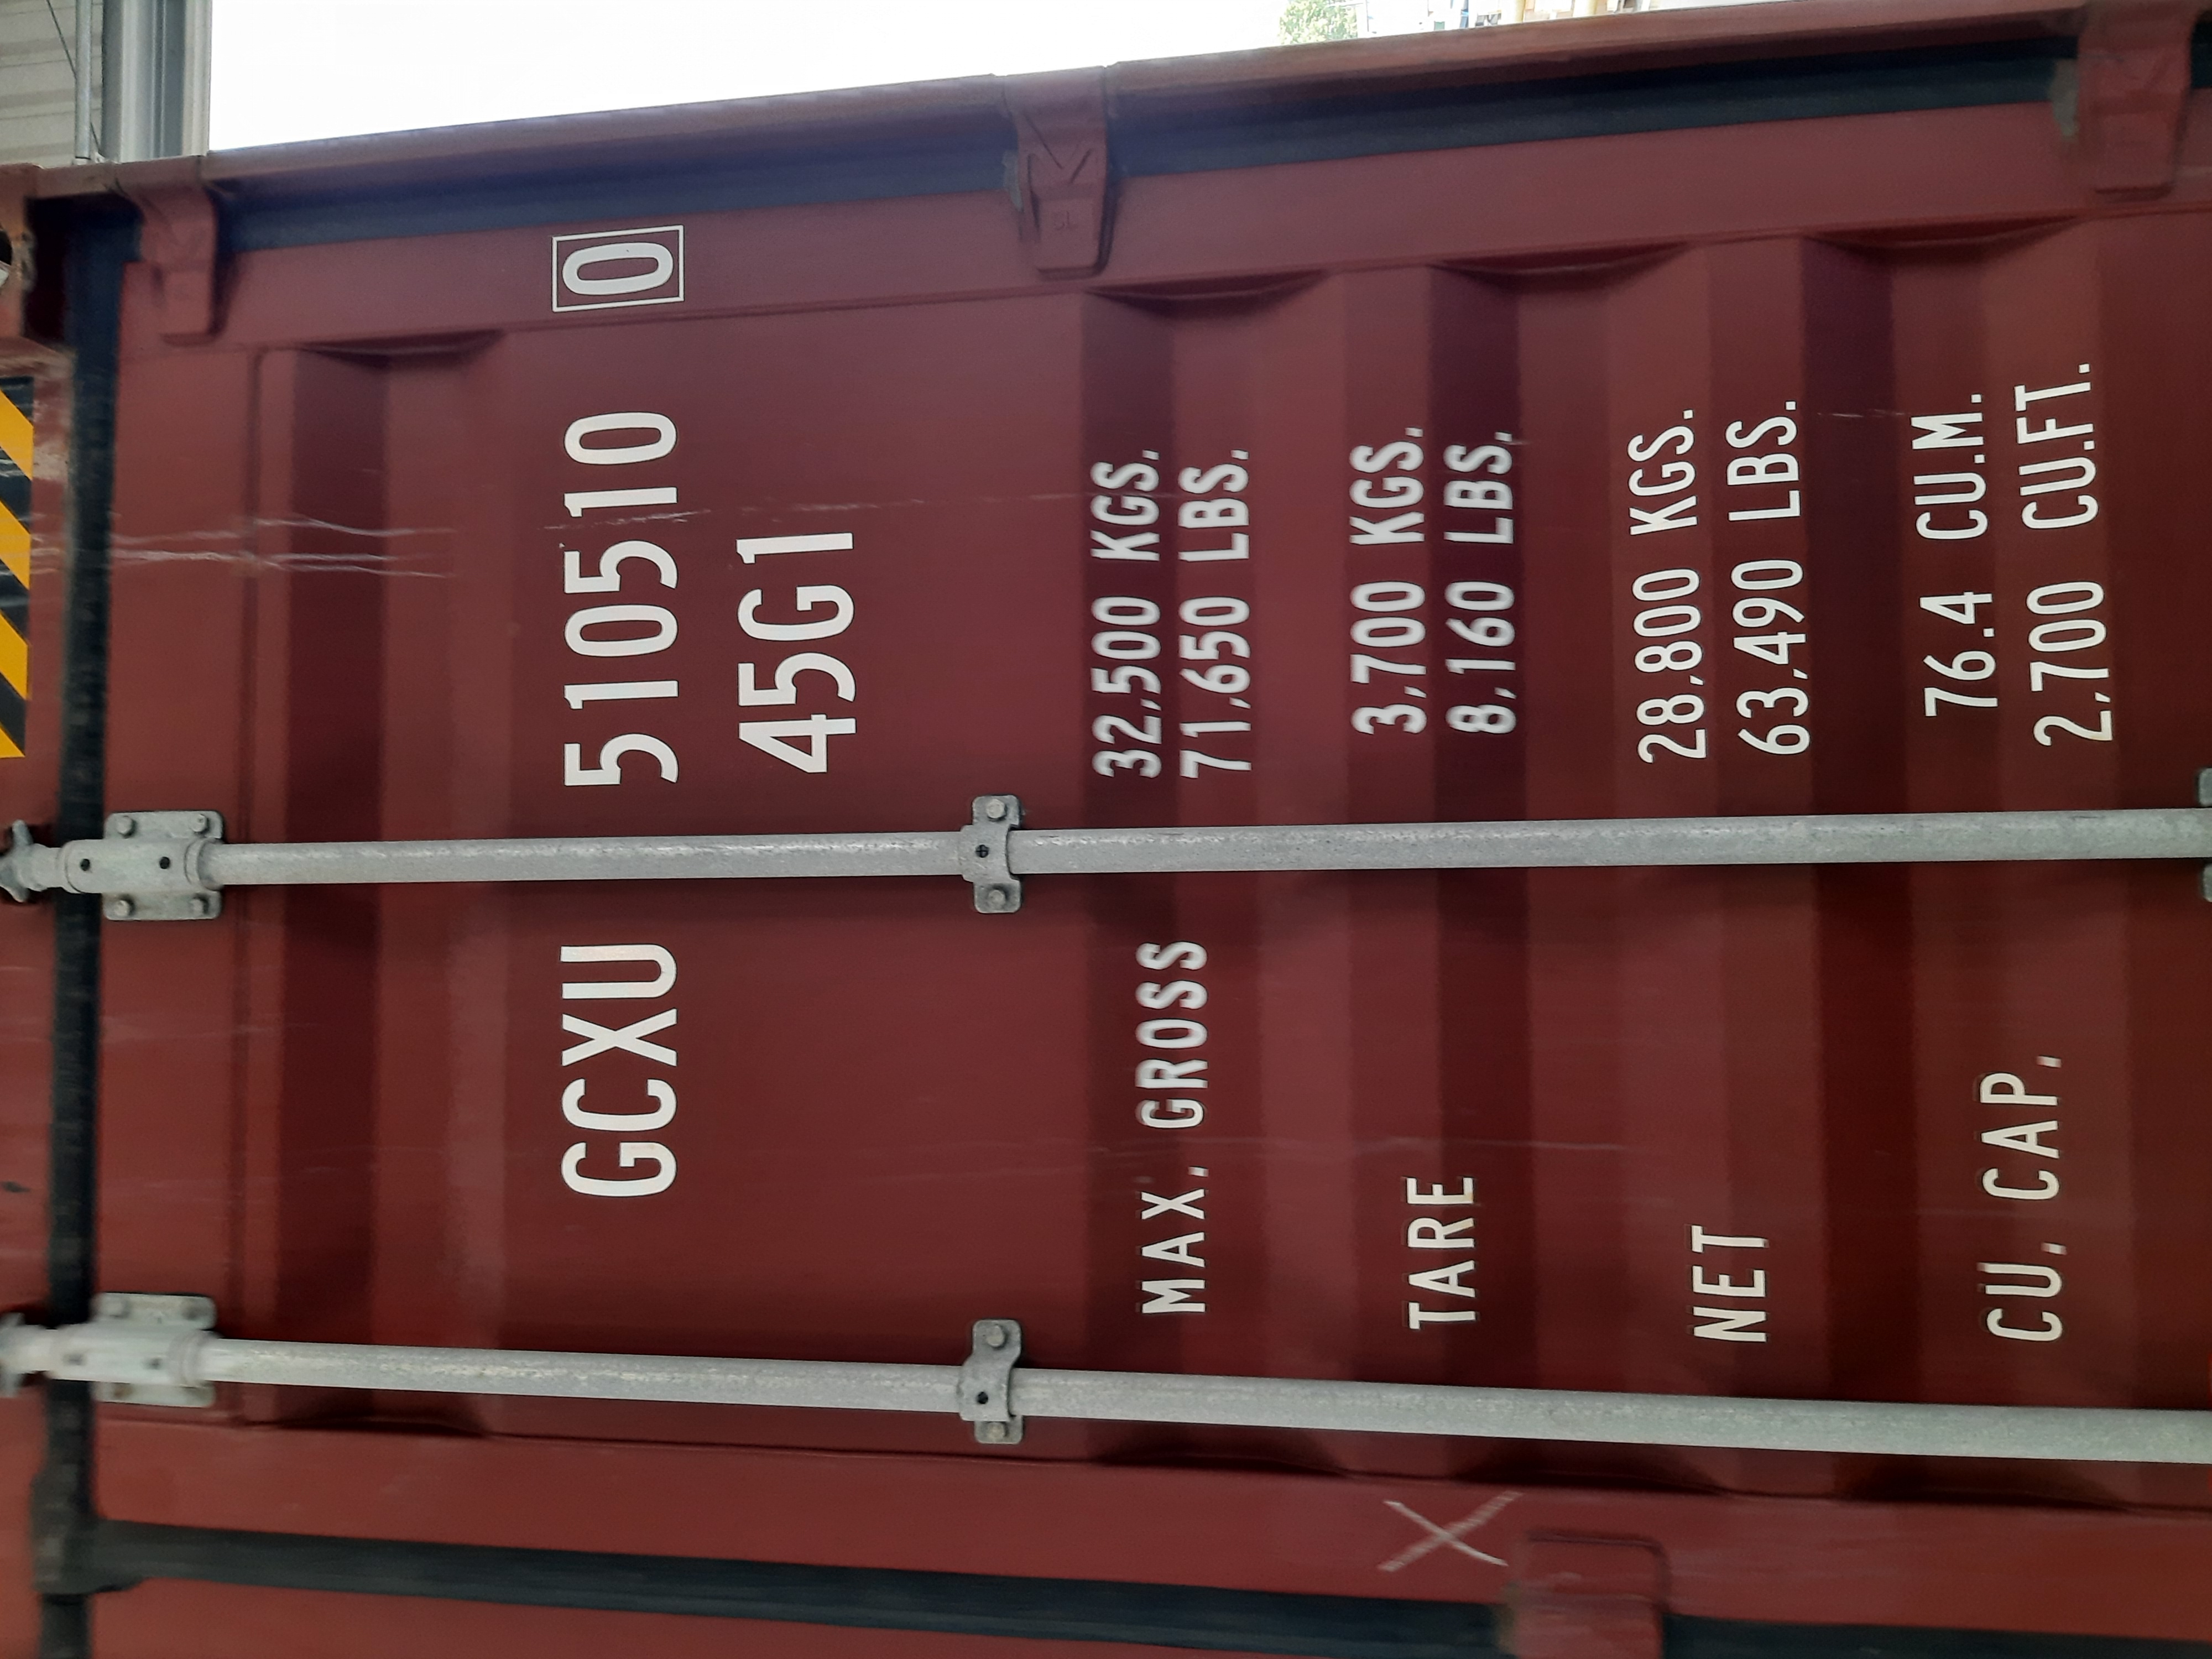 GCXU 510510 0
45G1
MAX. GROSS 32,500 KGS.
71,650 LBS.
TARE 3,700 KGS.
8,160 LBS.
NET 28,800 KGS.
63,490 LBS.
CU. CAP. 76.4 CU.M.
2,700 CU.FT.